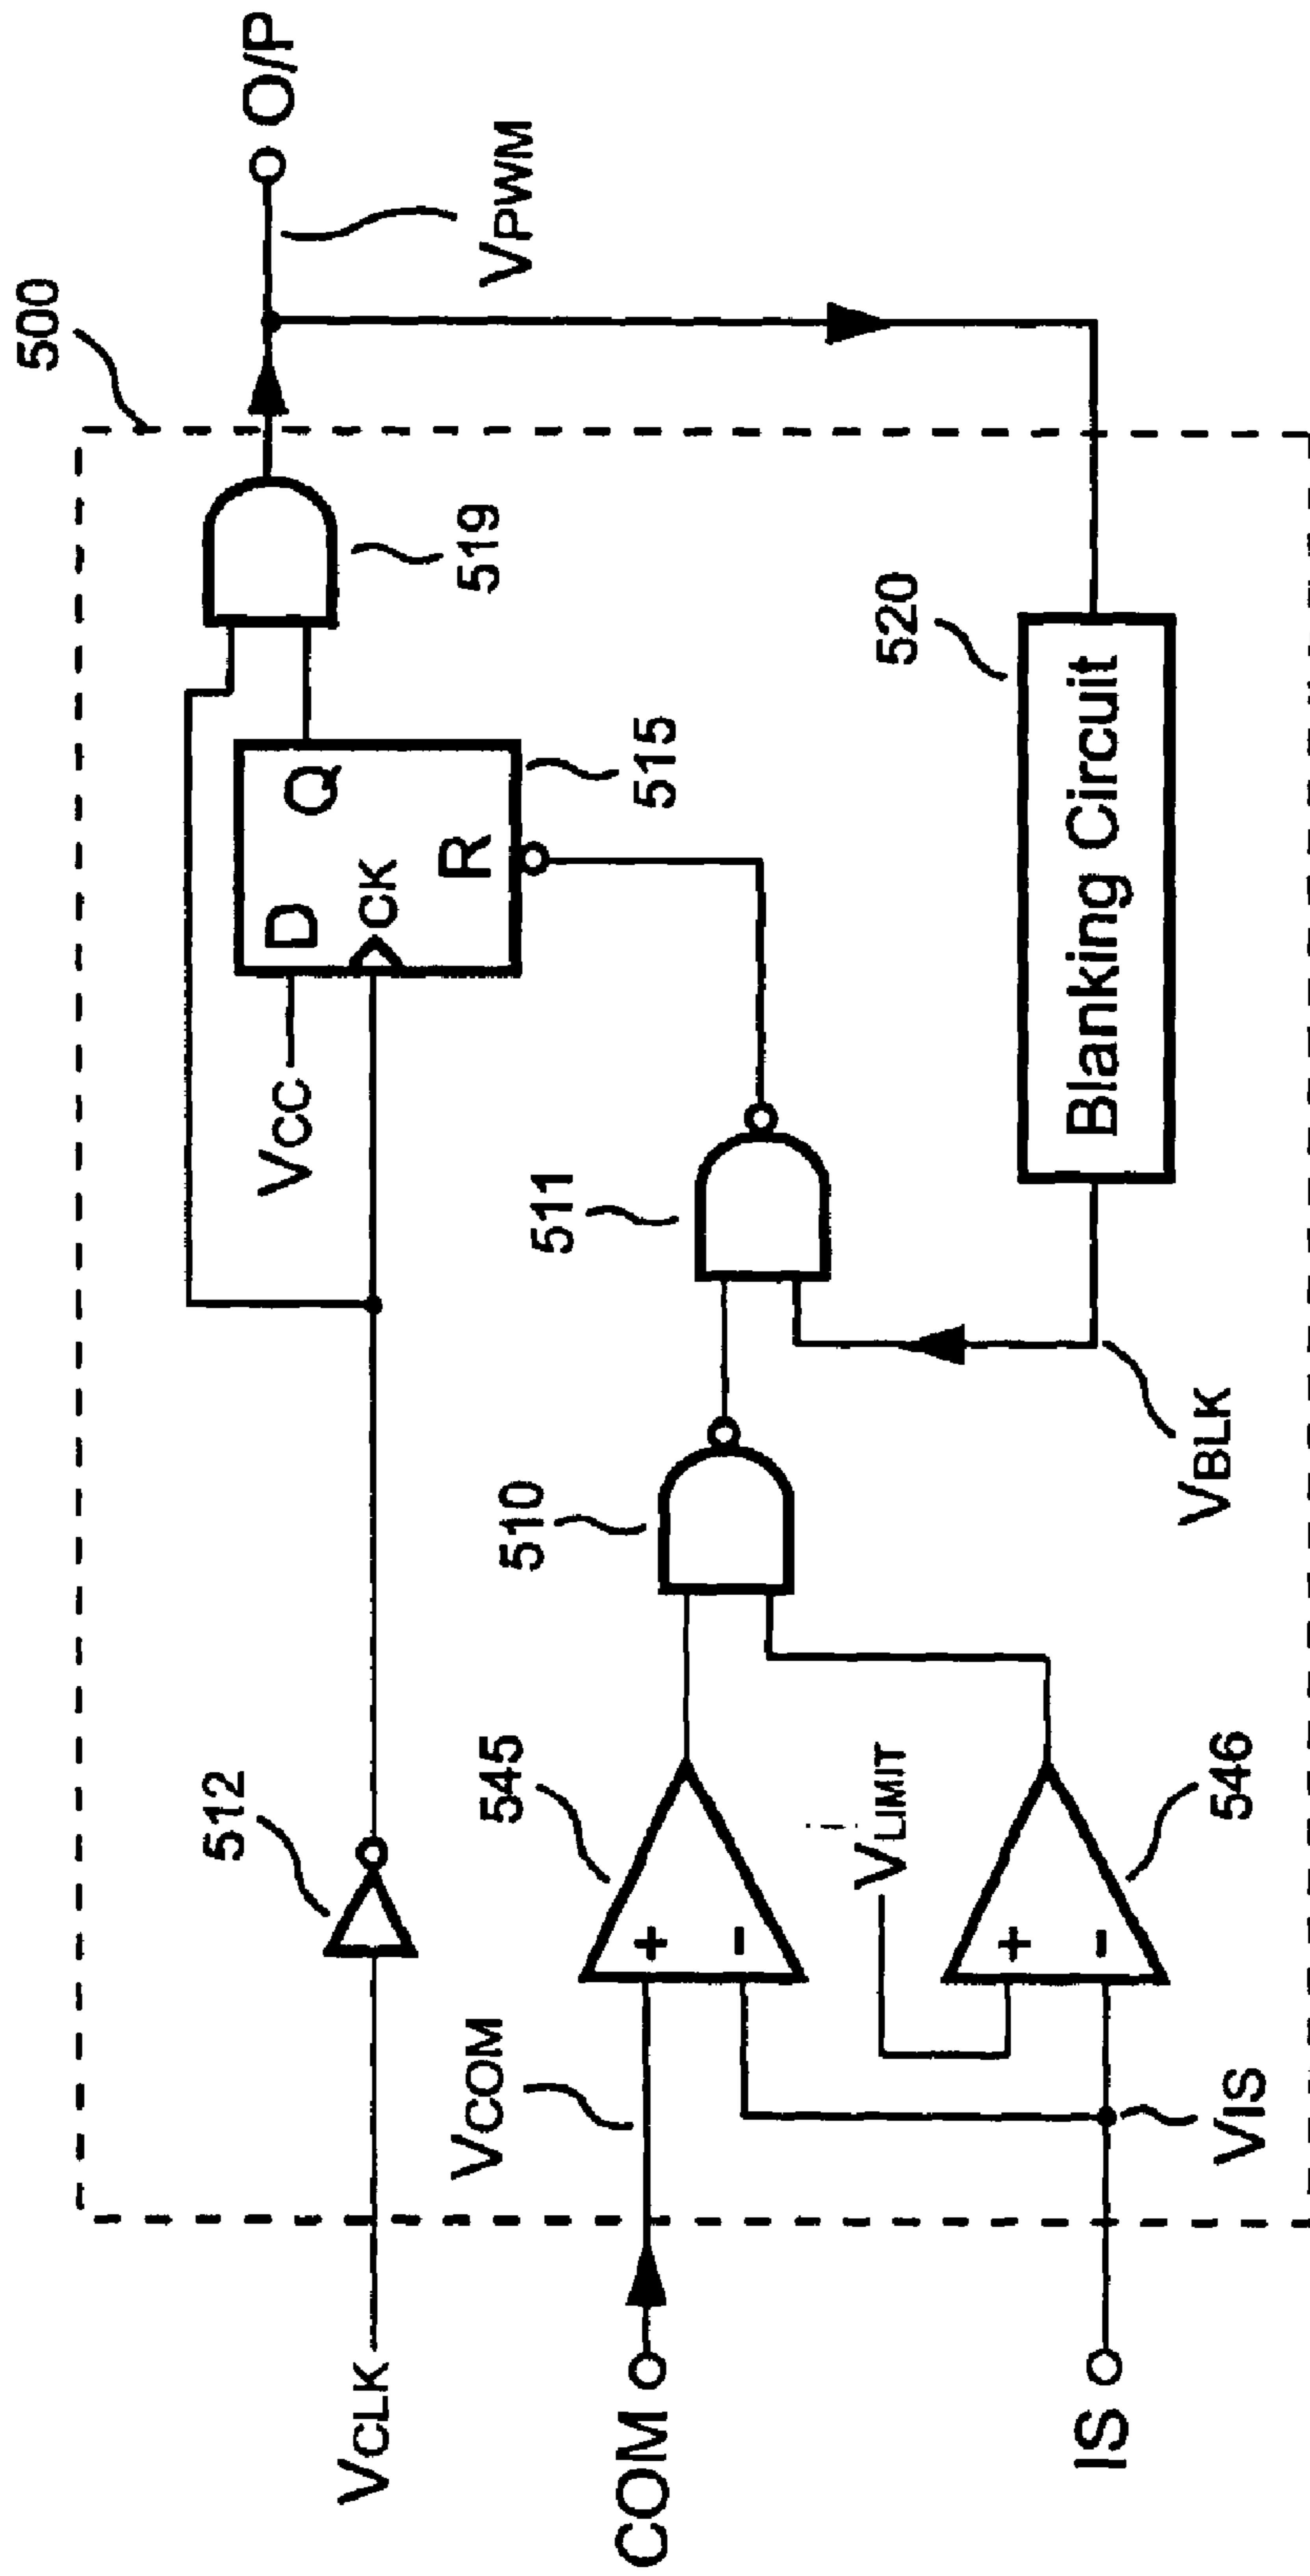 500
VCLK
512
VCC
D
Q
CK
R
515
519
O/P
VPWM
COM
VCOM
+
-
545
510
511
VLIMIT
+
-
546
IS
VIS
VBLK
520
Blanking Circuit